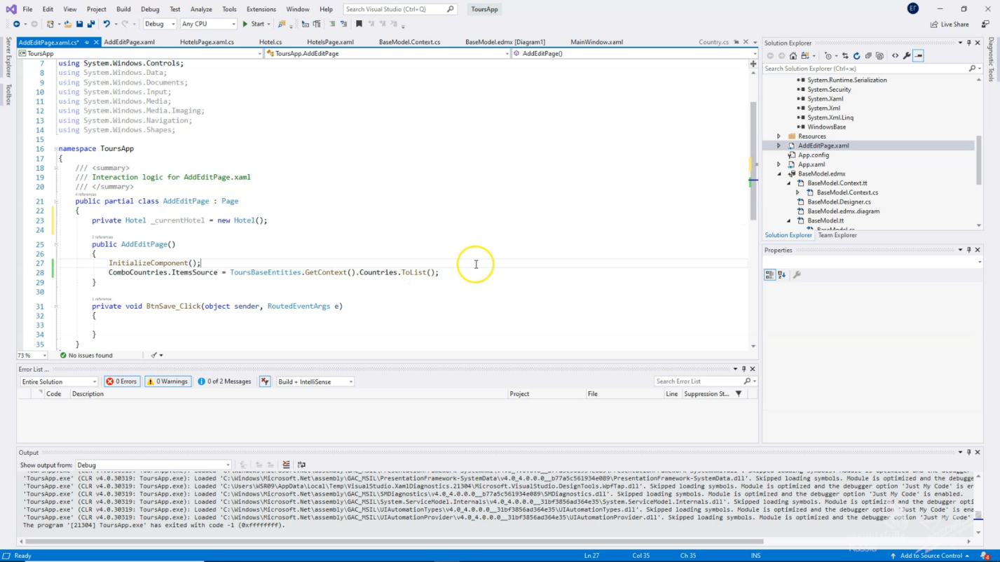 File Edit View Project Build Debug Test Analyze Tools Extensions Window Help Search Visual Studio (Ctrl+Q) ToursApp ЕГ
Debug Any CPU Start Live Share
AddEditPage.xaml.cs* AddEditPage.xaml HotelsPage.xaml.cs Hotel.cs HotelsPage.xaml BaseModel.Context.cs BaseModel.edmx [Diagram1] MainWindow.xaml Country.cs
ToursApp ToursApp.AddEditPage AddEditPage()
Server Explorer
Toolbox
7 using System.Windows.Controls;
8 using System.Windows.Data;
9 using System.Windows.Documents;
10 using System.Windows.Input;
11 using System.Windows.Media;
12 using System.Windows.Media.Imaging;
13 using System.Windows.Navigation;
14 using System.Windows.Shapes;
15
16 namespace ToursApp
17 {
18 /// <summary>
19 /// Interaction logic for AddEditPage.xaml
20 /// </summary>
4 references
21 public partial class AddEditPage : Page
22 {
23 private Hotel _currentHotel = new Hotel();
24
25 public AddEditPage()
26 {
27 InitializeComponent();
28 ComboCountries.ItemsSource = ToursBaseEntities.GetContext().Countries.ToList();
29 }
30
1 reference
31 private void BtnSave_Click(object sender, RoutedEventArgs e)
32 {
33
34 }
35 }
73 % No issues found
Solution Explorer
Search Solution Explorer (Ctrl+ж)
System.Runtime.Serialization
System.Security
System.Xaml
System.Xml
System.Xml.Linq
WindowsBase
Resources
AddEditPage.xaml
App.config
App.xaml
BaseModel.edmx
BaseModel.Context.tt
BaseModel.Context.cs
BaseModel.Designer.cs
BaseModel.edmx.diagram
BaseModel.tt
Solution Explorer Team Explorer
Properties
Diagnostic Tools
Error List ...
Entire Solution 0 Errors 0 Warnings 0 of 2 Messages Build + IntelliSense Search Error List
Code Description Project File Line Suppression St...
Output
Show output from: Debug
'ToursApp.exe' (CLR v4.0.30319: ToursApp.exe): Loaded 'C:\Windows\Microsoft.Net\assembly\GAC_MSIL\PresentationFramework-SystemData\v4.0_4.0.0.0__b77a5c561934e089\PresentationFramework-SystemData.dll'. Skipped loading symbols. Module is optimized and the debugger option 'Just My Code' is
'ToursApp.exe' (CLR v4.0.30319: ToursApp.exe): Loaded 'C:\Users\WSR09\AppData\Local\Temp\VisualStudio.XamlDiagnostics.21304\Microsoft.VisualStudio.DesignTools.WpfTap.dll'. Skipped loading symbols. Module is optimized and the debugger option 'Just My Code' is en
'ToursApp.exe' (CLR v4.0.30319: ToursApp.exe): Loaded 'C:\Windows\Microsoft.Net\assembly\GAC_MSIL\SMDiagnostics\v4.0_4.0.0.0__b77a5c561934e089\SMDiagnostics.dll'. Skipped loading symbols. Module is optimized and the debugger option 'Just My Code' is enabled.
'ToursApp.exe' (CLR v4.0.30319: ToursApp.exe): Loaded 'C:\Windows\Microsoft.Net\assembly\GAC_MSIL\System.ServiceModel.Internals\v4.0_4.0.0.0__31bf3856ad364e35\System.ServiceModel.Internals.dll'. Skipped loading symbols. Module is optimized and the debugger opti
'ToursApp.exe' (CLR v4.0.30319: ToursApp.exe): Loaded 'C:\Windows\Microsoft.Net\assembly\GAC_MSIL\UIAutomationTypes\v4.0_4.0.0.0__31bf3856ad364e35\UIAutomationTypes.dll'. Skipped loading symbols. Module is optimized and the debugger option 'Just My Code' is enab
'ToursApp.exe' (CLR v4.0.30319: ToursApp.exe): Loaded 'C:\Windows\Microsoft.Net\assembly\GAC_MSIL\UIAutomationProvider\v4.0_4.0.0.0__31bf3856ad364e35\UIAutomationProvider.dll'. Skipped loading symbols. Module is optimized and the debugger option 'Just My Code'
The program '[21304] ToursApp.exe' has exited with code -1 (0xffffffff).
Ready Ln 27 Col 35 Ch 35 INS Add to Source Control 4